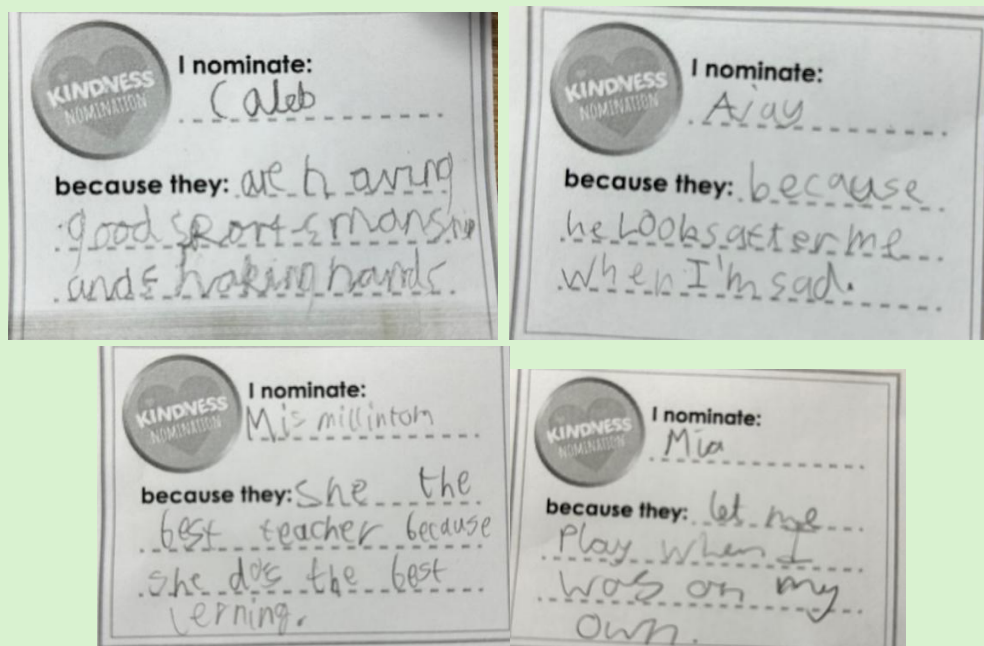 KINDNESS
NOMINATION
I nominate:
Caleb
because they: are having
good sportsmanship
and shaking hands.
KINDNESS
NOMINATION
I nominate:
Ajay
because they: because
he Looks after me
when I'm sad.
KINDNESS
NOMINATION
I nominate:
Mis millintom
because they: she the
best teacher because
she do's the best
lerning.
KINDNESS
NOMINATION
I nominate:
Mia
because they: let me
Play when I
was on my
own.